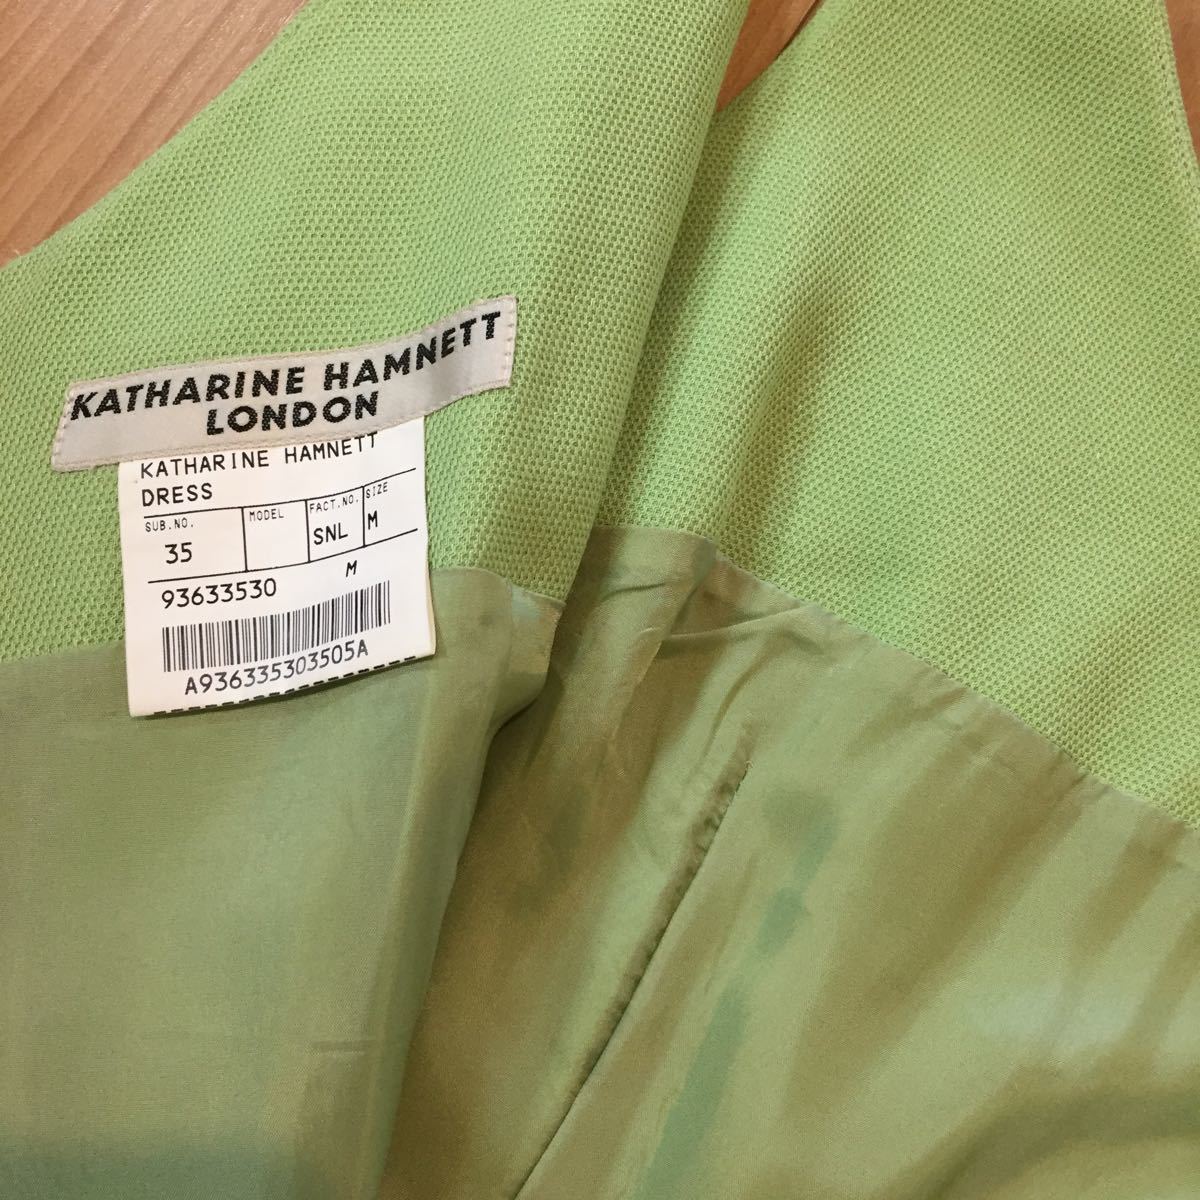 KATHARINE HAMNETT
LONDON
KATHARINE HAMNETT
DRESS
SUB.NO. MODEL FACT.NO. SIZE
35 SNL M
93633530 M
A936335303505A